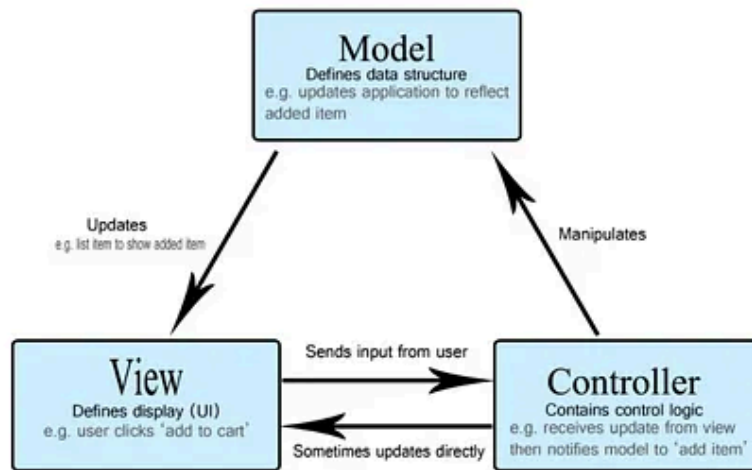 Model
Defines data structure
e.g. updates application to reflect
added item
Updates
e.g. list item to show added item
Manipulates
View
Defines display (UI)
e.g. user clicks 'add to cart'
Sends input from user
Sometimes updates directly
Controller
Contains control logic
e.g. receives update from view
then notifies model to 'add item'